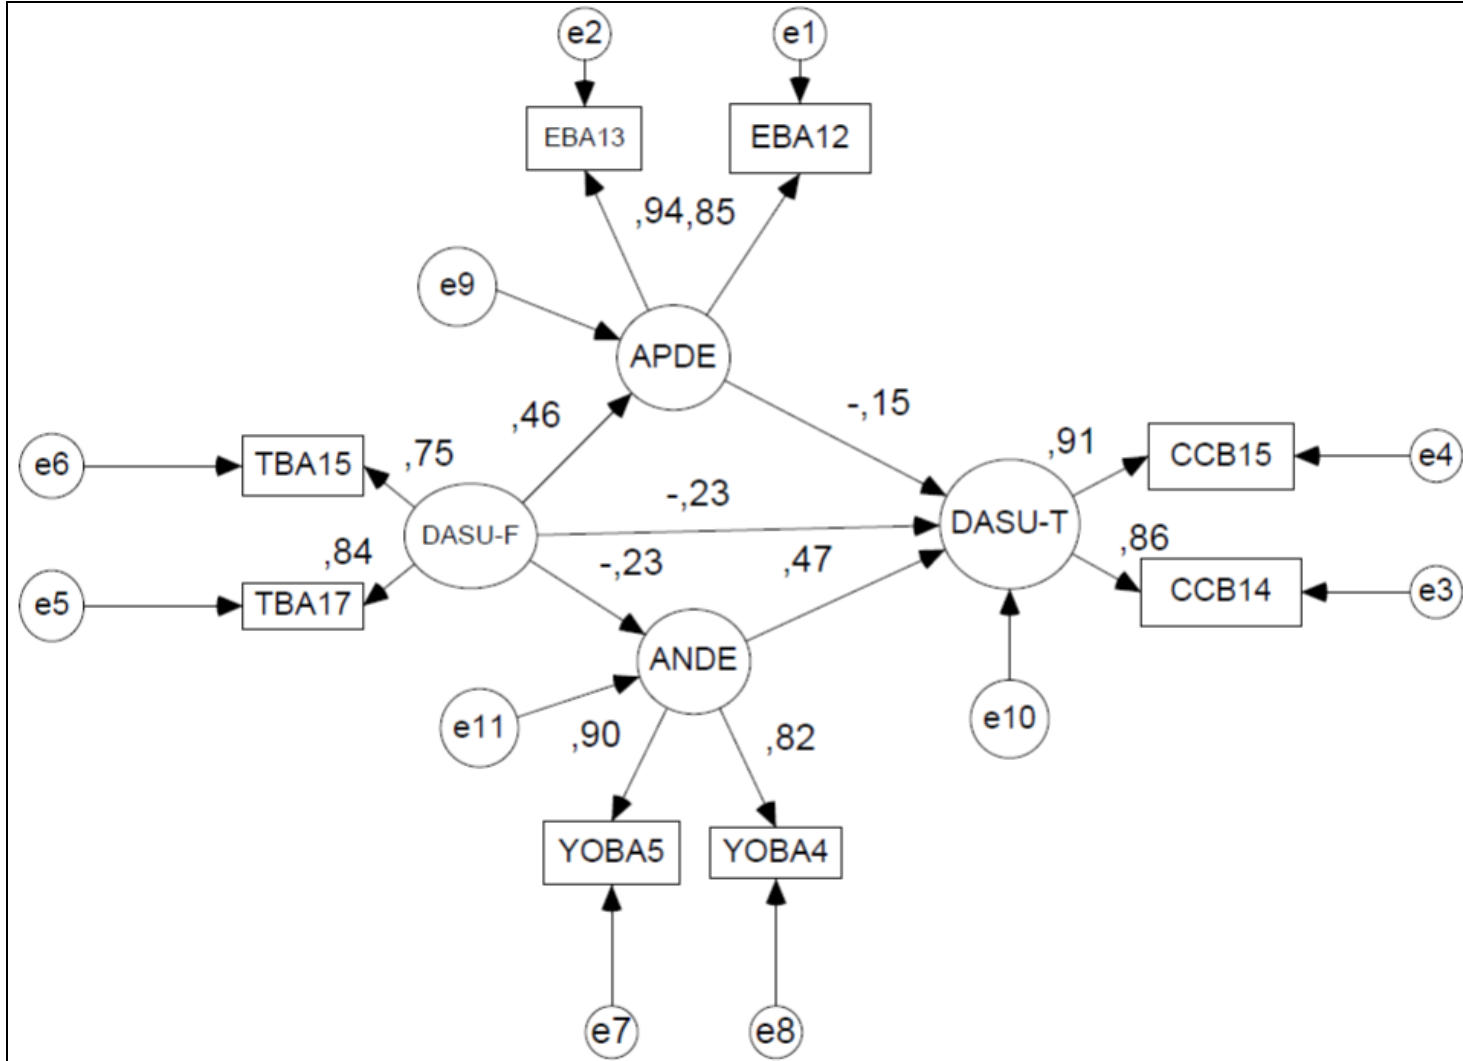 e2
e1
EBA13
EBA12
,94,85
e9
APDE
,46
-,15
e6
TBA15
,75
,91
CCB15
e4
-,23
DASU-F
DASU-T
,84
-,23
,47
,86
e5
TBA17
CCB14
e3
ANDE
e11
e10
,90
,82
YOBA5
YOBA4
e7
e8